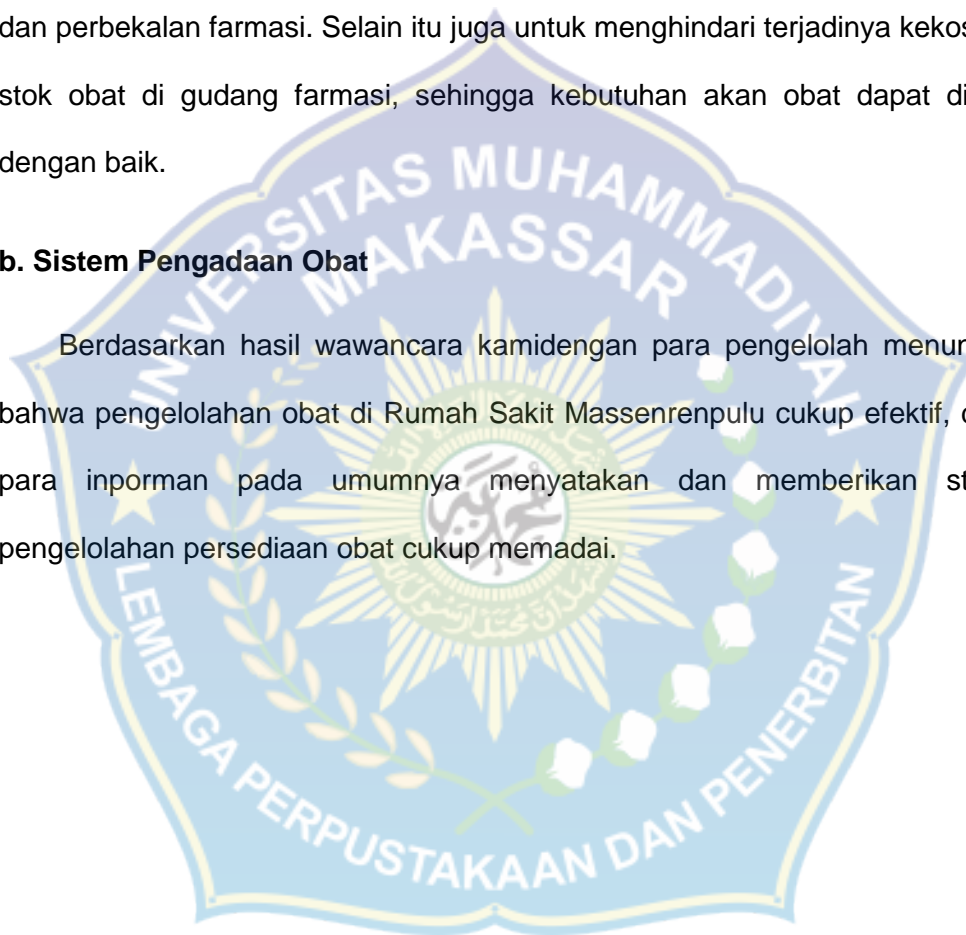 dan perbekalan farmasi. Selain itu juga untuk menghindari terjadinya kekos
stok obat di gudang farmasi, sehingga kebutuhan akan obat dapat di
dengan baik.
b. Sistem Pengadaan Obat
Berdasarkan hasil wawancara kamidengan para pengelolah menun
bahwa pengelolahan obat di Rumah Sakit Massenrenpulu cukup efektif,
para inporman pada umumnya menyatakan dan memberikan st
pengelolahan persediaan obat cukup memadai.
UNIVERSITAS MUHAMMADIYAH
MAKASSAR
LEMBAGA PERPUSTAKAAN DAN PENERBITAN